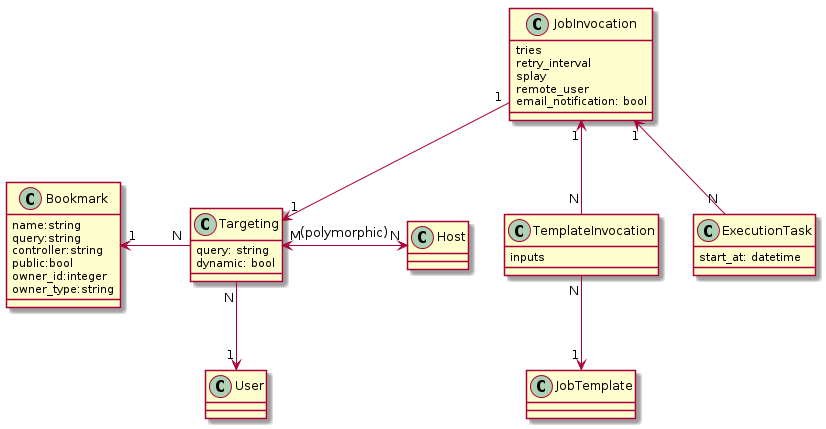 C JobInvocation
tries
retry_interval
splay
remote_user
email_notification: bool
1
1
1
1
N
N
C Bookmark
name:string
query:string
controller:string
public:bool
owner_id:integer
owner_type:string
1
N
C Targeting
query: string
dynamic: bool
M
(polymorphic)
N
C Host
C TemplateInvocation
inputs
C ExecutionTask
start_at: datetime
N
1
N
1
C User
C JobTemplate